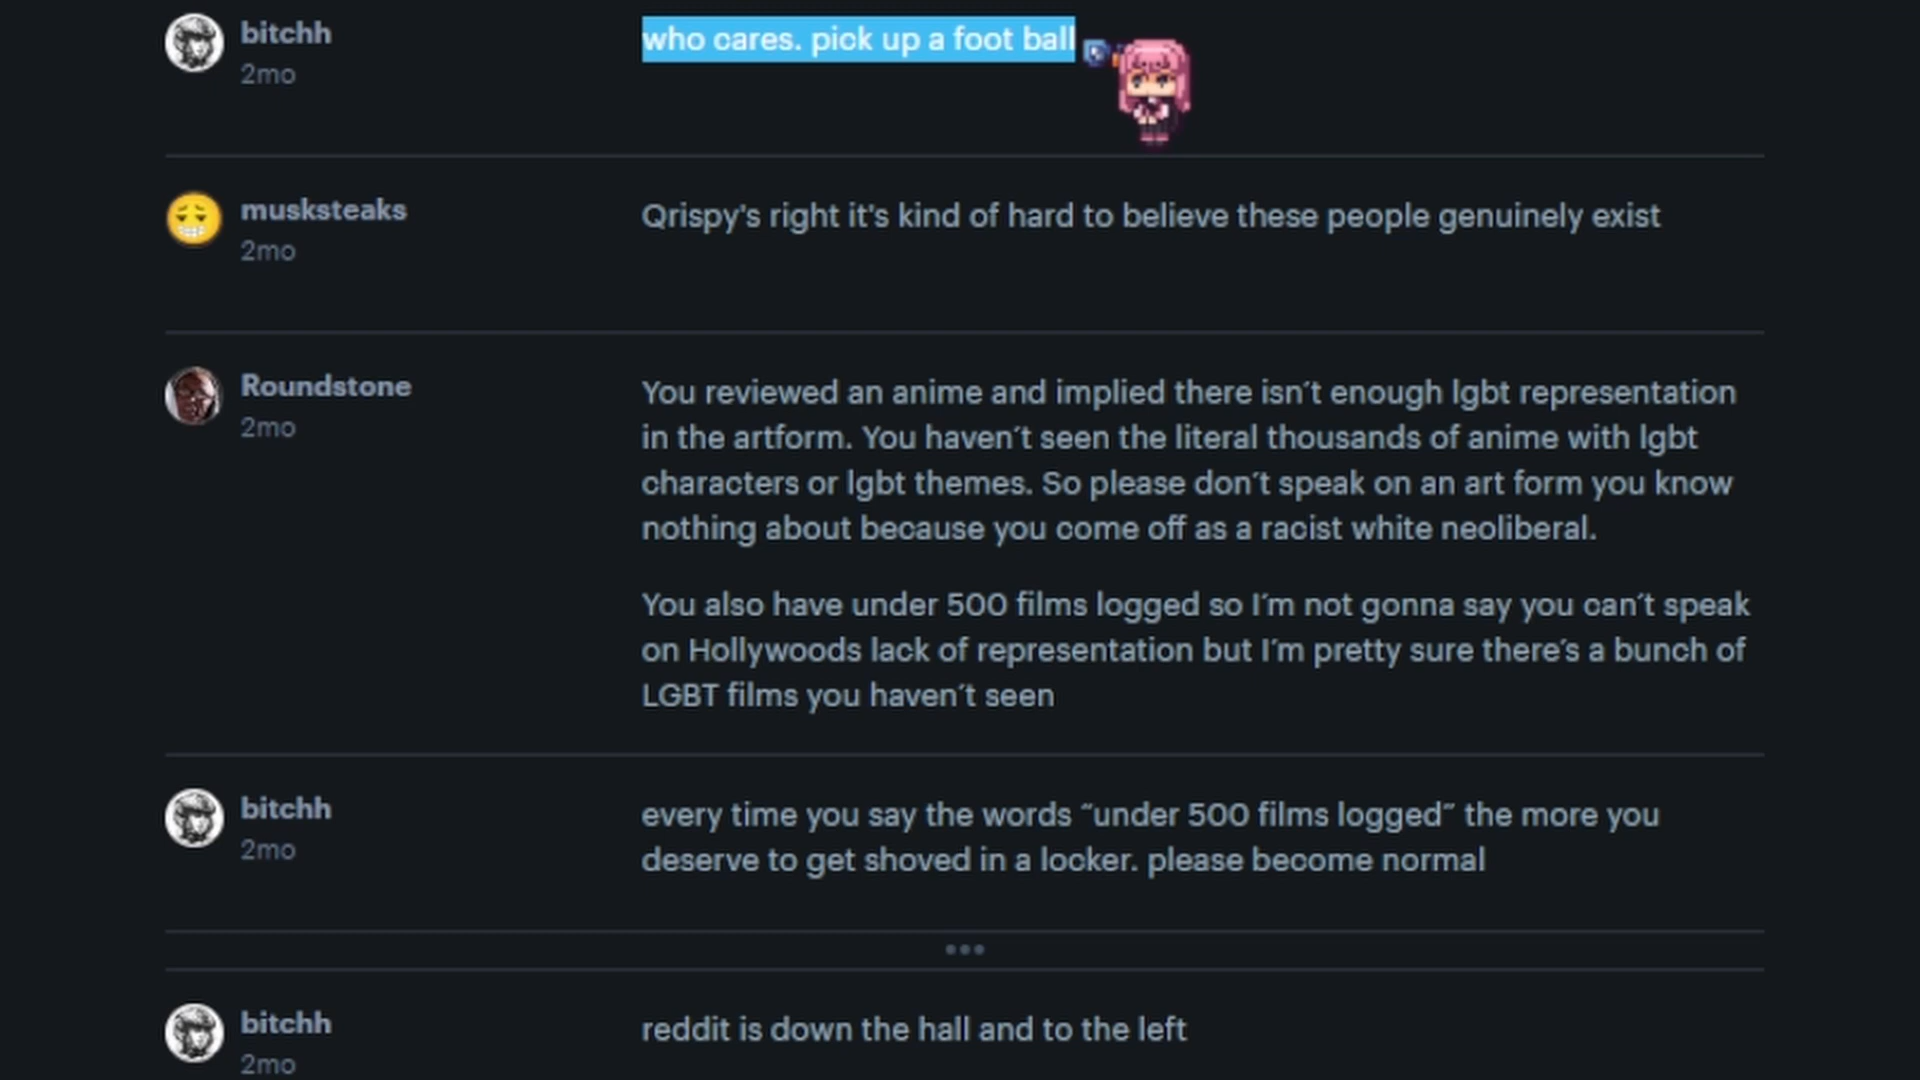 bitchh
2mo
who cares. pick up a foot ball
musksteaks
2mo
Qrispy's right it's kind of hard to believe these people genuinely exist
Roundstone
2mo
You reviewed an anime and implied there isn´t enough lgbt representation
in the artform. You haven´t seen the literal thousands of anime with lgbt
characters or lgbt themes. So please don´t speak on an art form you know
nothing about because you come off as a racist white neoliberal.
You also have under 500 films logged so I´m not gonna say you can´t speak
on Hollywoods lack of representation but I´m pretty sure there´s a bunch of
LGBT films you haven´t seen
bitchh
2mo
every time you say the words “under 500 films logged” the more you
deserve to get shoved in a locker. please become normal
•••
bitchh
2mo
reddit is down the hall and to the left